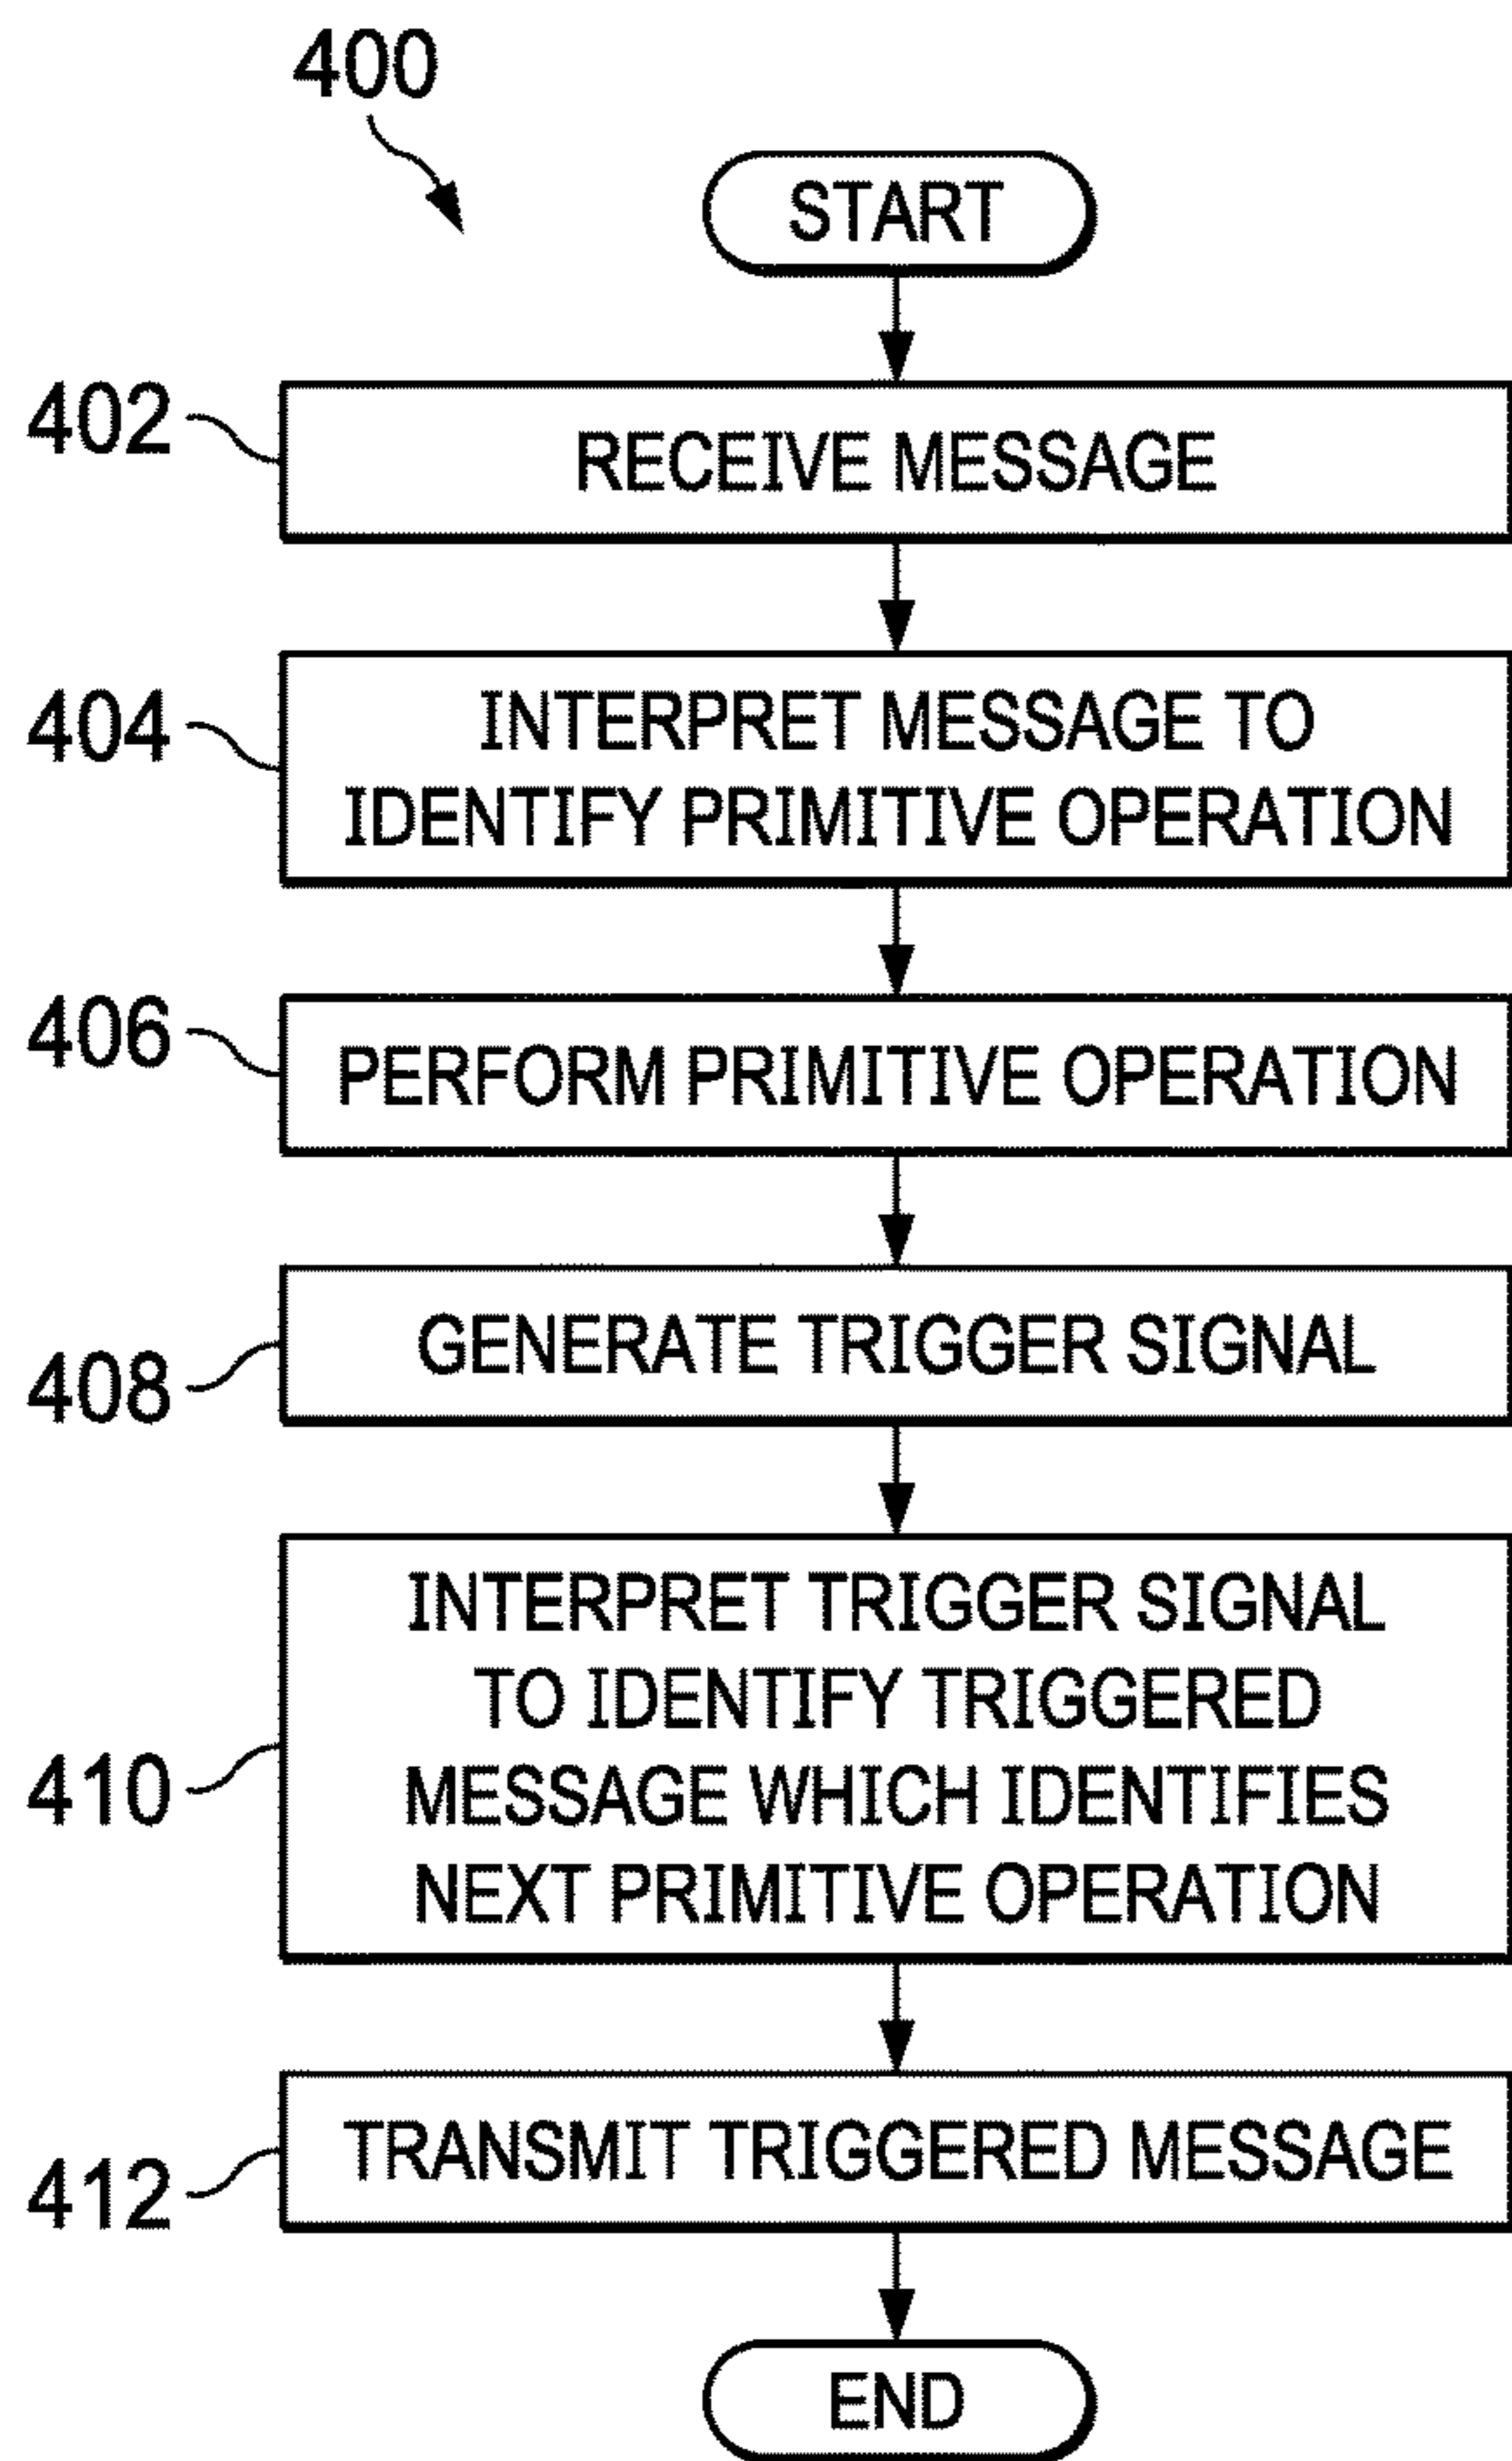 400
START
402
RECEIVE MESSAGE
404
INTERPRET MESSAGE TO
IDENTIFY PRIMITIVE OPERATION
406
PERFORM PRIMITIVE OPERATION
408
GENERATE TRIGGER SIGNAL
410
INTERPRET TRIGGER SIGNAL
TO IDENTIFY TRIGGERED
MESSAGE WHICH IDENTIFIES
NEXT PRIMITIVE OPERATION
412
TRANSMIT TRIGGERED MESSAGE
END